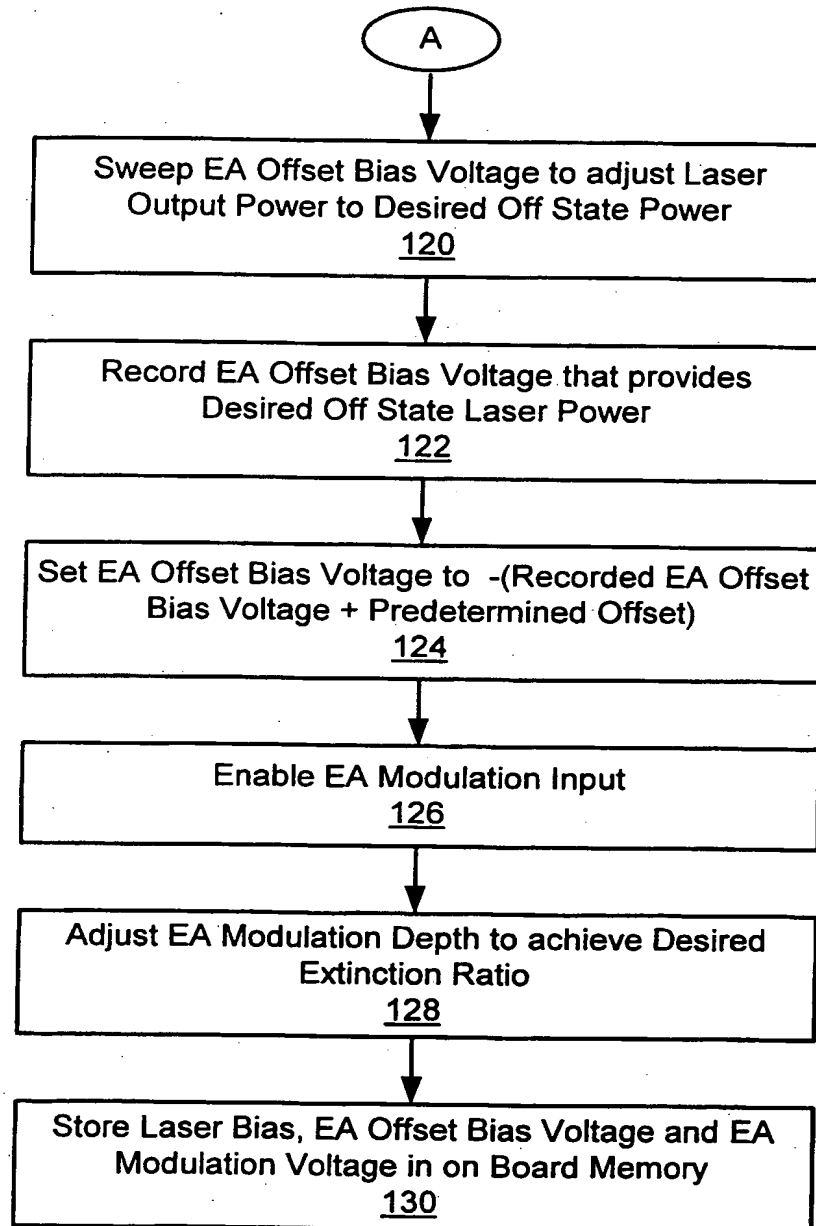 A
Sweep EA Offset Bias Voltage to adjust Laser
Output Power to Desired Off State Power
120
Record EA Offset Bias Voltage that provides
Desired Off State Laser Power
122
Set EA Offset Bias Voltage to -(Recorded EA Offset
Bias Voltage + Predetermined Offset)
124
Enable EA Modulation Input
126
Adjust EA Modulation Depth to achieve Desired
Extinction Ratio
128
Store Laser Bias, EA Offset Bias Voltage and EA
Modulation Voltage in on Board Memory
130